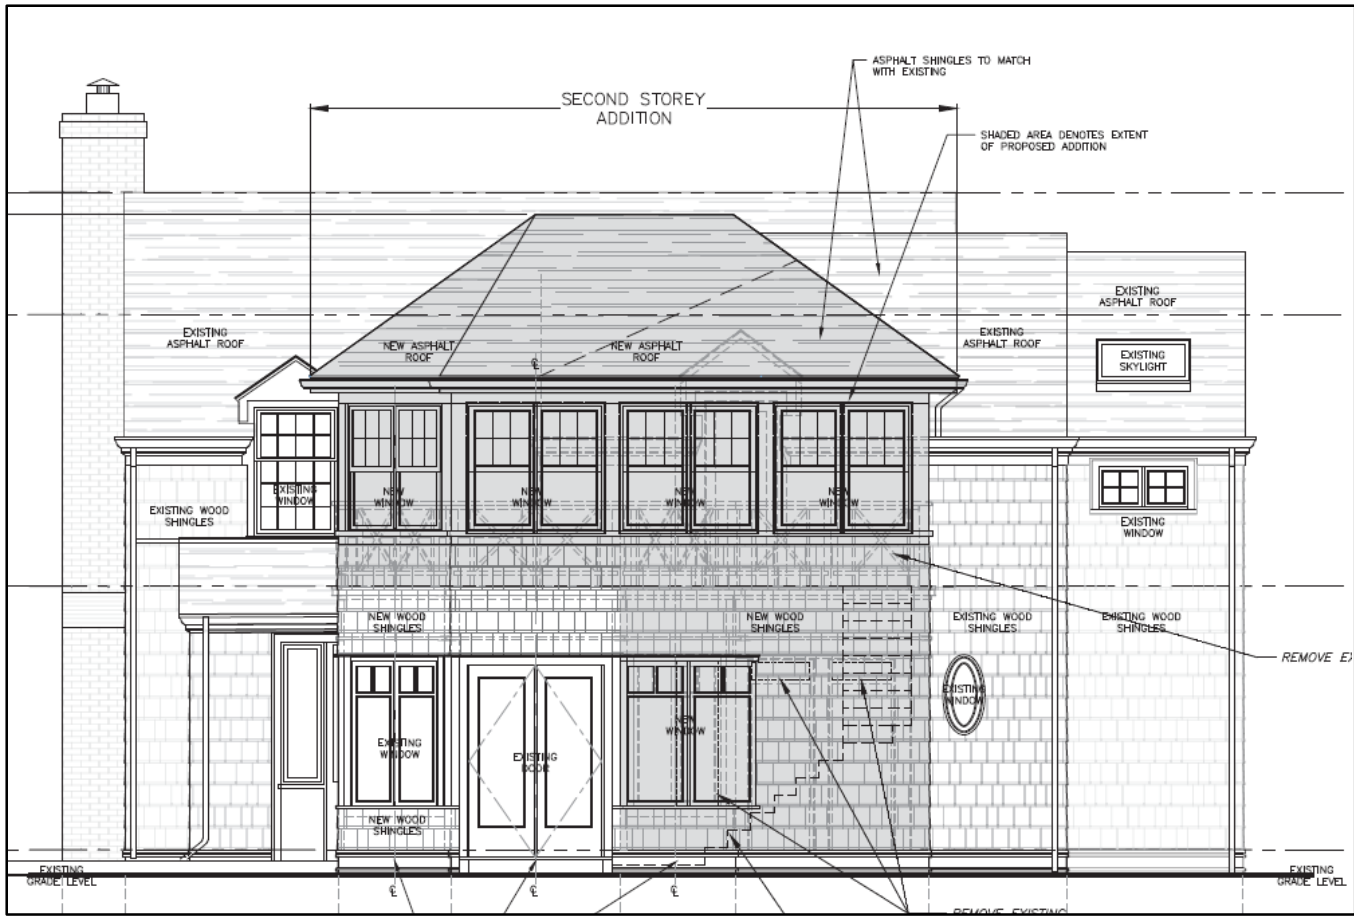 ASPHALT SHINGLES TO MATCH
WITH EXISTING
SECOND STOREY
ADDITION
SHADED AREA DENOTES EXTENT
OF PROPOSED ADDITION
EXISTING
ASPHALT ROOF
EXISTING
ASPHALT ROOF
NEW ASPHALT
ROOF
NEW ASPHALT
ROOF
EXISTING
ASPHALT ROOF
EXISTING
SKYLIGHT
℄
EXISTING
WINDOW
NEW
WINDOW
NEW
WINDOW
NEW
WINDOW
NEW
WINDOW
EXISTING WOOD
SHINGLES
EXISTING
WINDOW
NEW WOOD
SHINGLES
NEW WOOD
SHINGLES
EXISTING WOOD
SHINGLES
EXISTING WOOD
SHINGLES
REMOVE EX
EXISTING
WINDOW
NEW
WINDOW
EXISTING
WINDOW
EXISTING
DOOR
NEW WOOD
SHINGLES
EXISTING
GRADE LEVEL
EXISTING
GRADE LEVEL
℄
℄
℄
REMOVE EXISTING